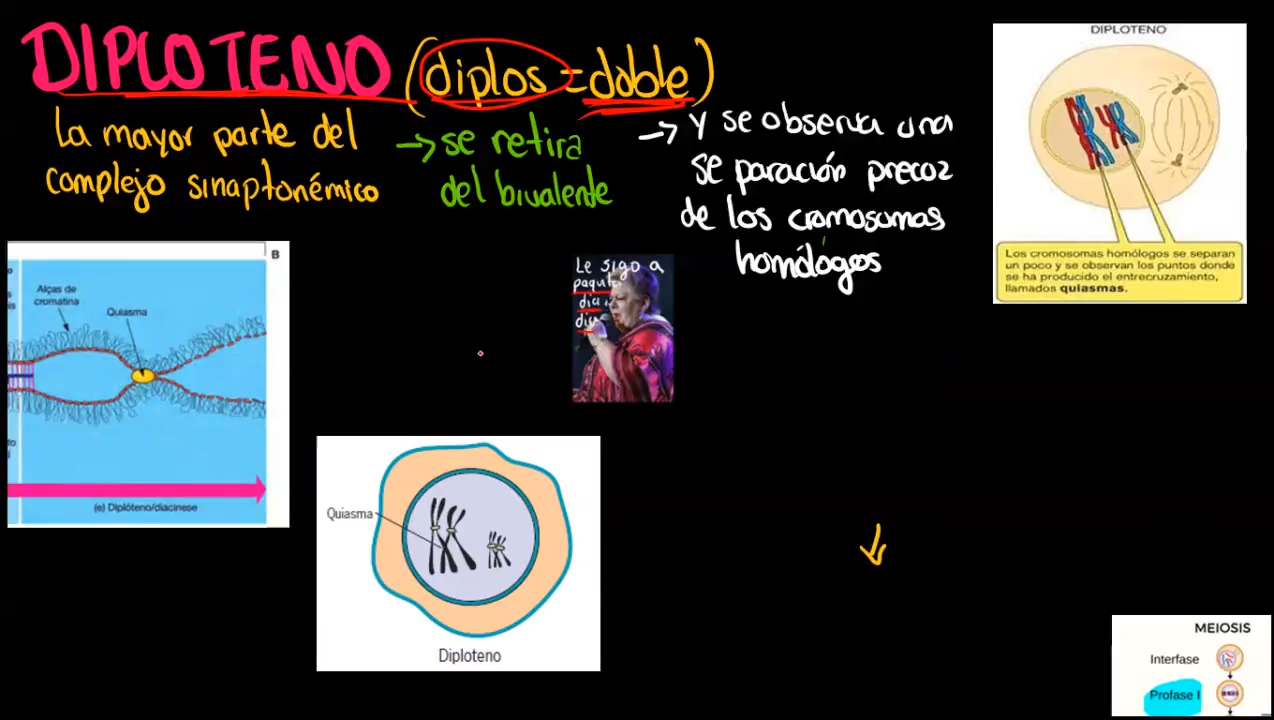 DIPLOTENO (diplos = doble)
La mayor parte del
complejo sinaptonémico
→ se retira
del bivalente
→ y se observa una
separación precoz
de los cromosomas
homólogos
DIPLOTENO
Los cromosomas homólogos se separan
un poco y se observan los puntos donde
se ha producido el entrecruzamiento,
llamados quiasmas.
B
Alças de
cromatina
Quiasma
(e) Diplóteno/diacinese
Le sigo a
dia
Quiasma
Diploteno
MEIOSIS
Interfase
Profase I